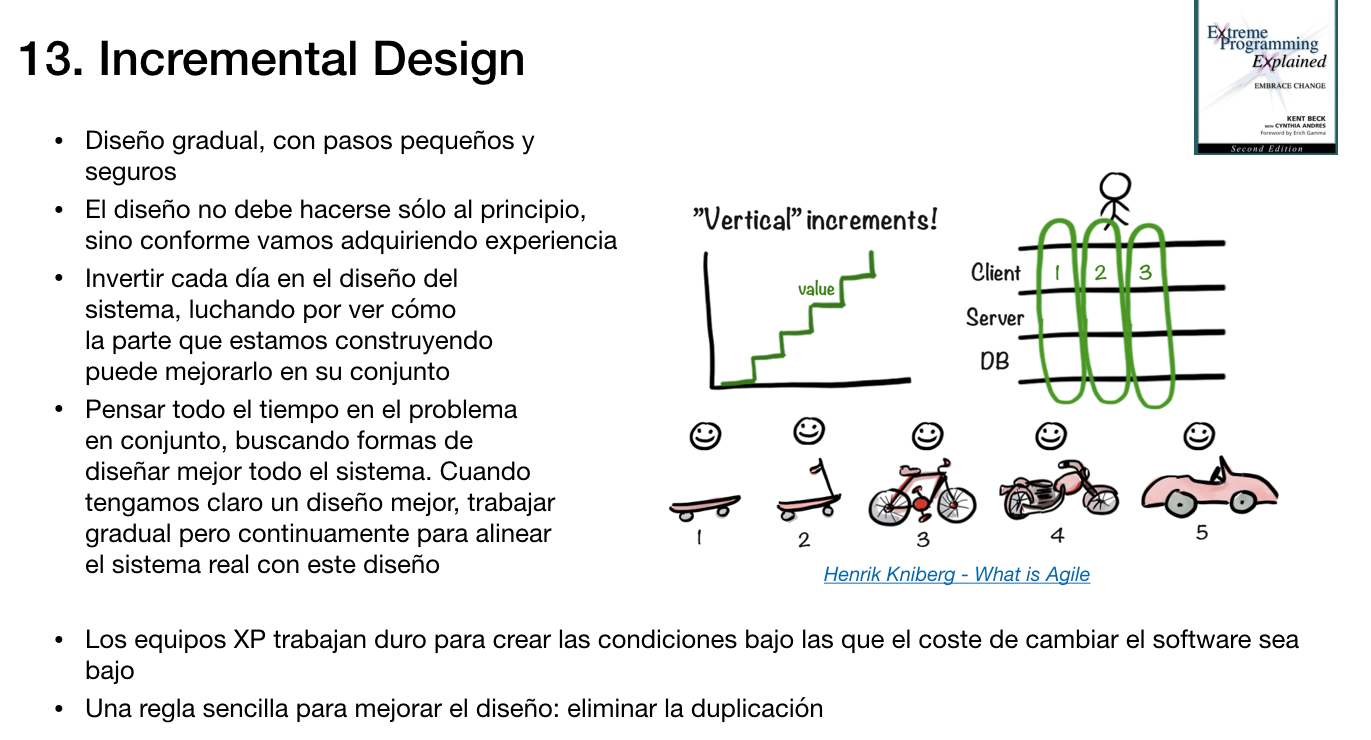 13. Incremental Design
Extreme
Programming
Explained
EMBRACE CHANGE
KENT BECK
WITH CYNTHIA ANDRES
Foreword by Erich Gamma
Second Edition
• Diseño gradual, con pasos pequeños y
seguros
• El diseño no debe hacerse sólo al principio,
sino conforme vamos adquiriendo experiencia
• Invertir cada día en el diseño del
sistema, luchando por ver cómo
la parte que estamos construyendo
puede mejorarlo en su conjunto
• Pensar todo el tiempo en el problema
en conjunto, buscando formas de
diseñar mejor todo el sistema. Cuando
tengamos claro un diseño mejor, trabajar
gradual pero continuamente para alinear
el sistema real con este diseño
”Vertical” increments!
value
Client 1 2 3
Server
DB
1 2 3 4 5
Henrik Kniberg - What is Agile
• Los equipos XP trabajan duro para crear las condiciones bajo las que el coste de cambiar el software sea
bajo
• Una regla sencilla para mejorar el diseño: eliminar la duplicación